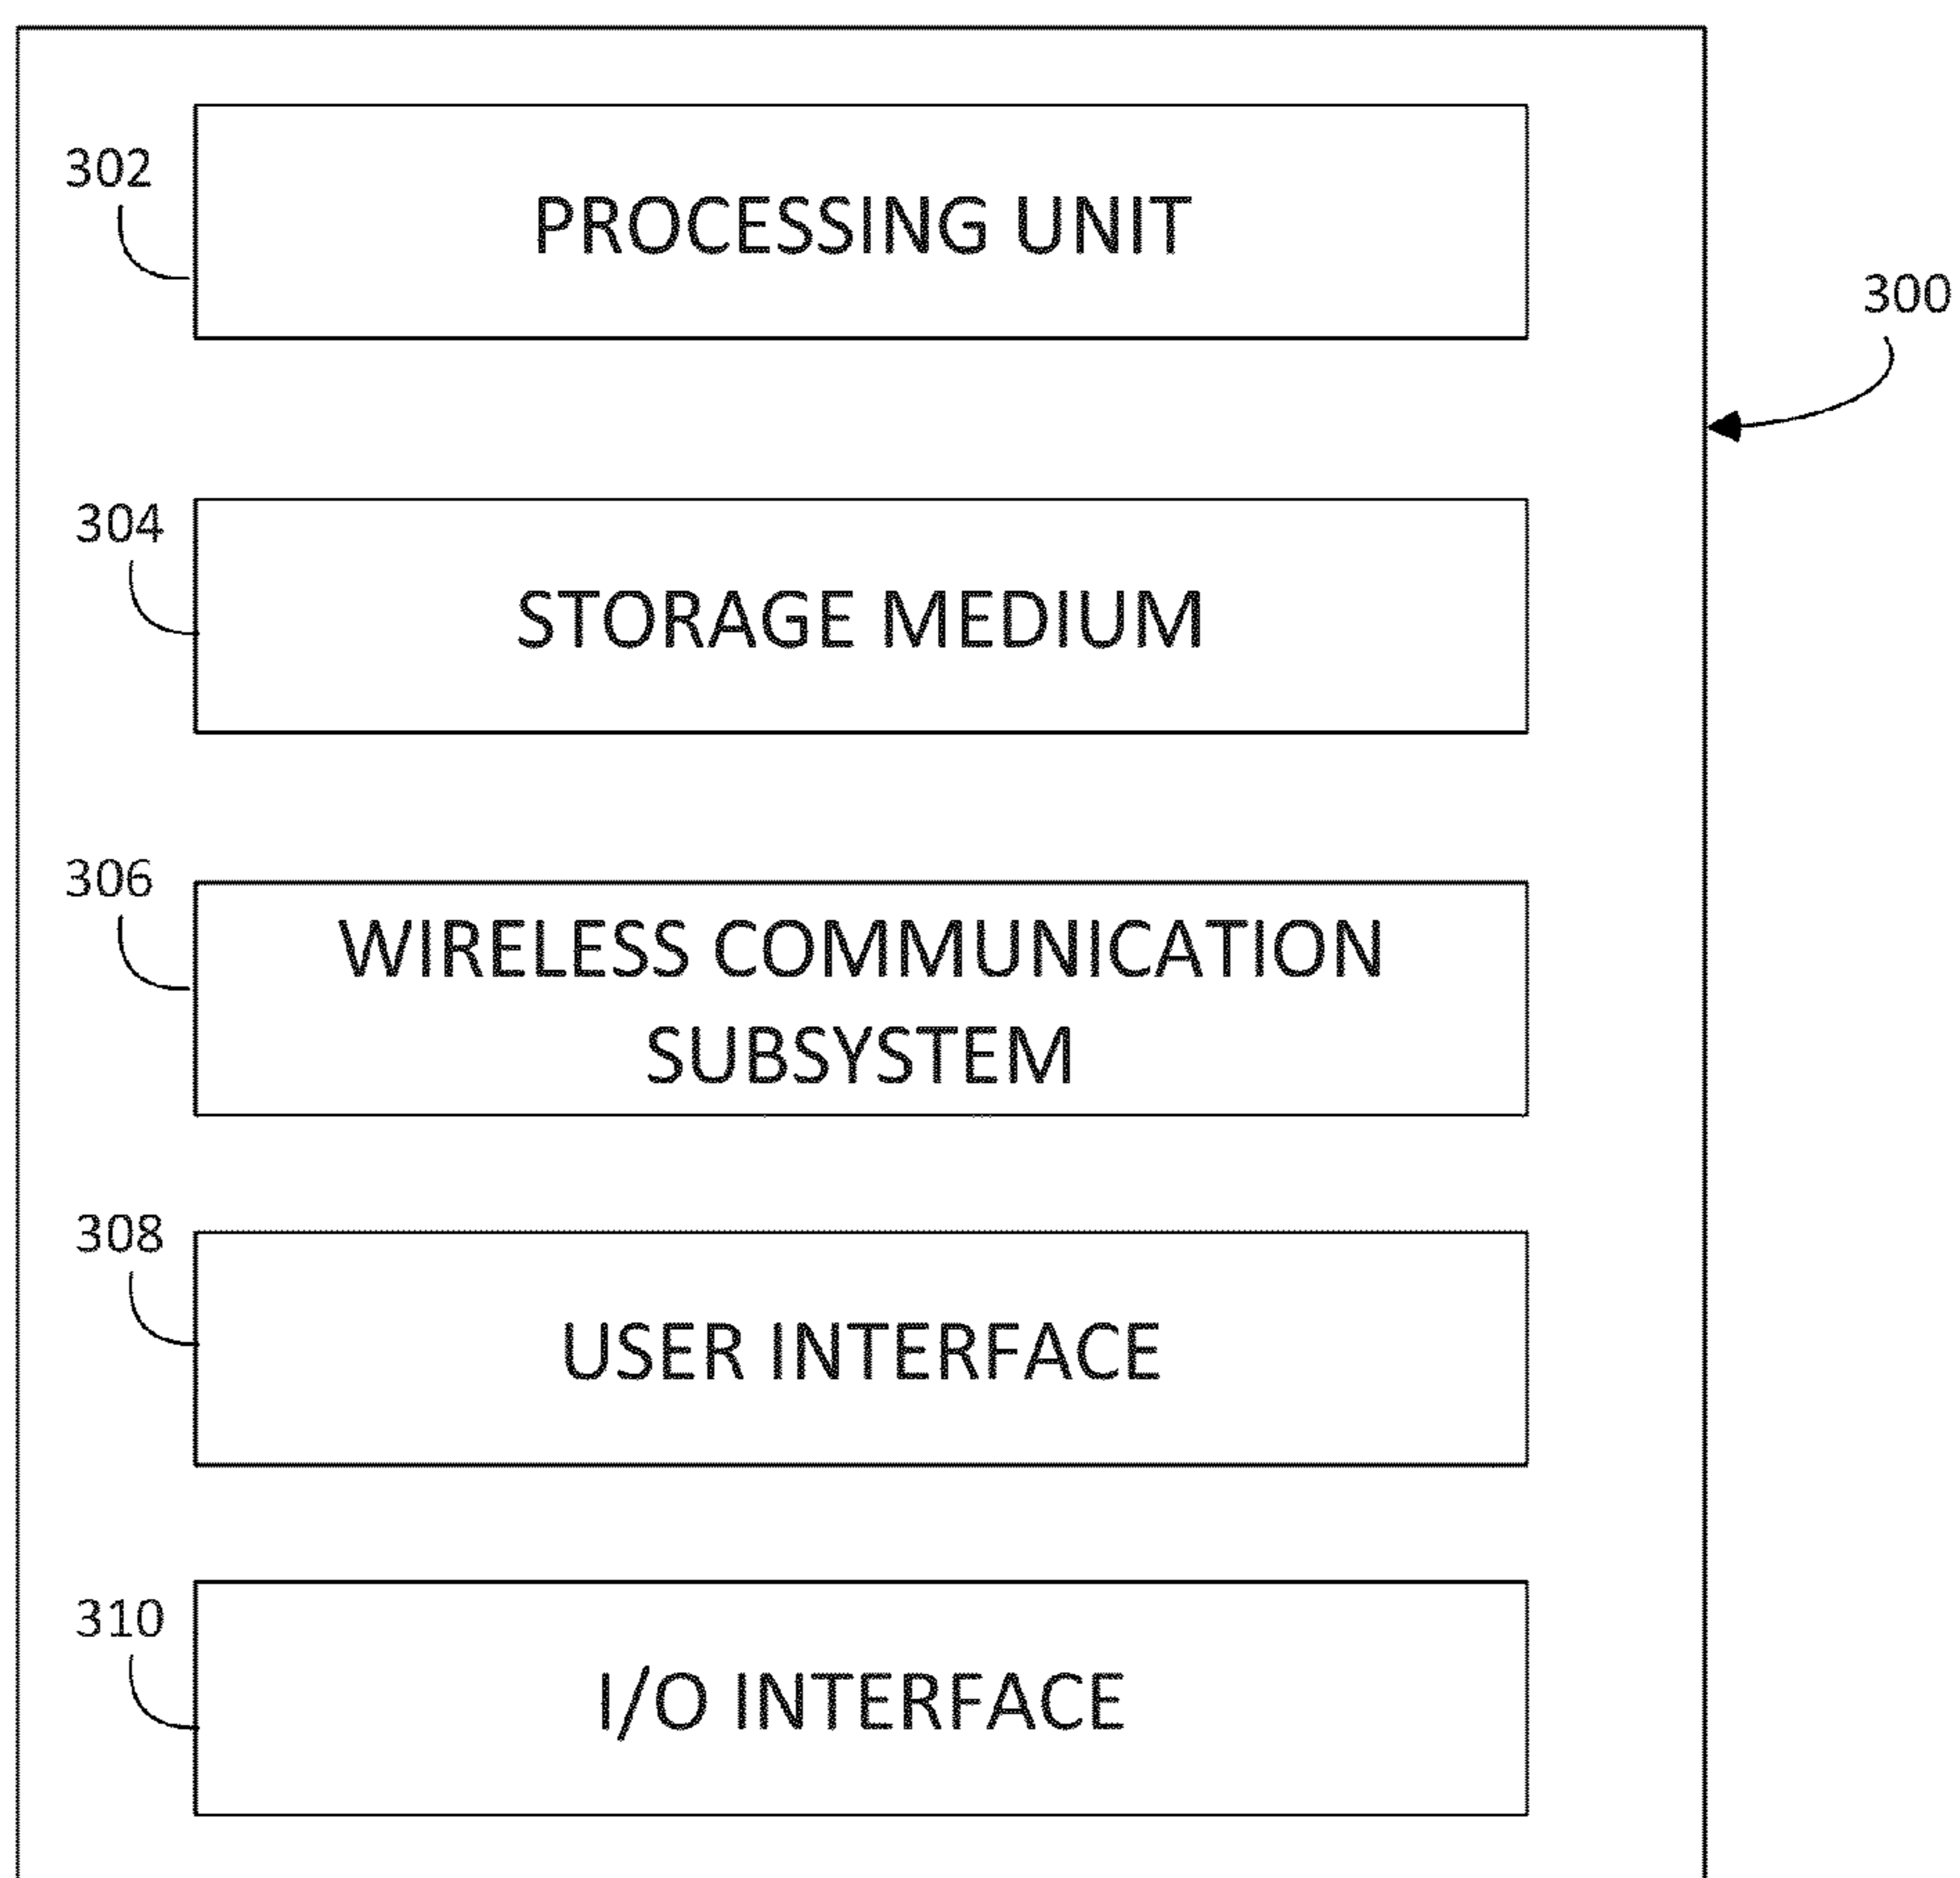 302
PROCESSING UNIT
300
304
STORAGE MEDIUM
306
WIRELESS COMMUNICATION
SUBSYSTEM
308
USER INTERFACE
310
I/O INTERFACE